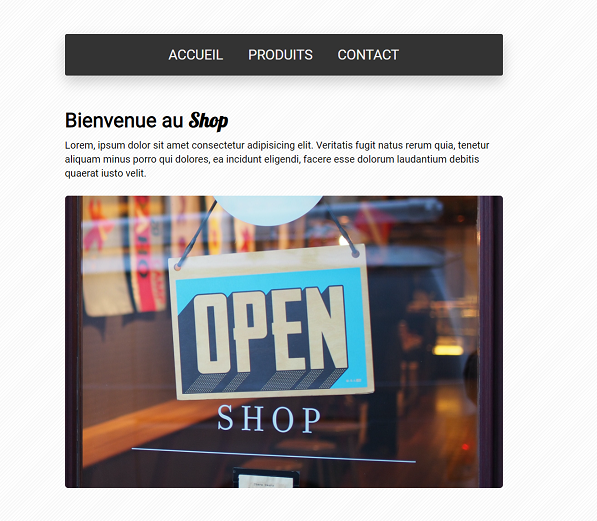 ACCUEIL PRODUITS CONTACT
Bienvenue au Shop
Lorem, ipsum dolor sit amet consectetur adipisicing elit. Veritatis fugit natus rerum quia, tenetur
aliquam minus porro qui dolores, ea incidunt eligendi, facere esse dolorum laudantium debitis
quaerat iusto velit.
OPEN
SHOP